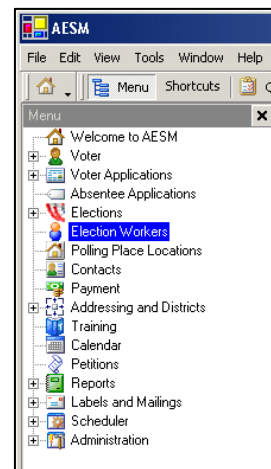 AESM
File Edit View Tools Window Help
Menu Shortcuts
Menu
Welcome to AESM
Voter
Voter Applications
Absentee Applications
Elections
Election Workers
Polling Place Locations
Contacts
Payment
Addressing and Districts
Training
Calendar
Petitions
Reports
Labels and Mailings
Scheduler
Administration